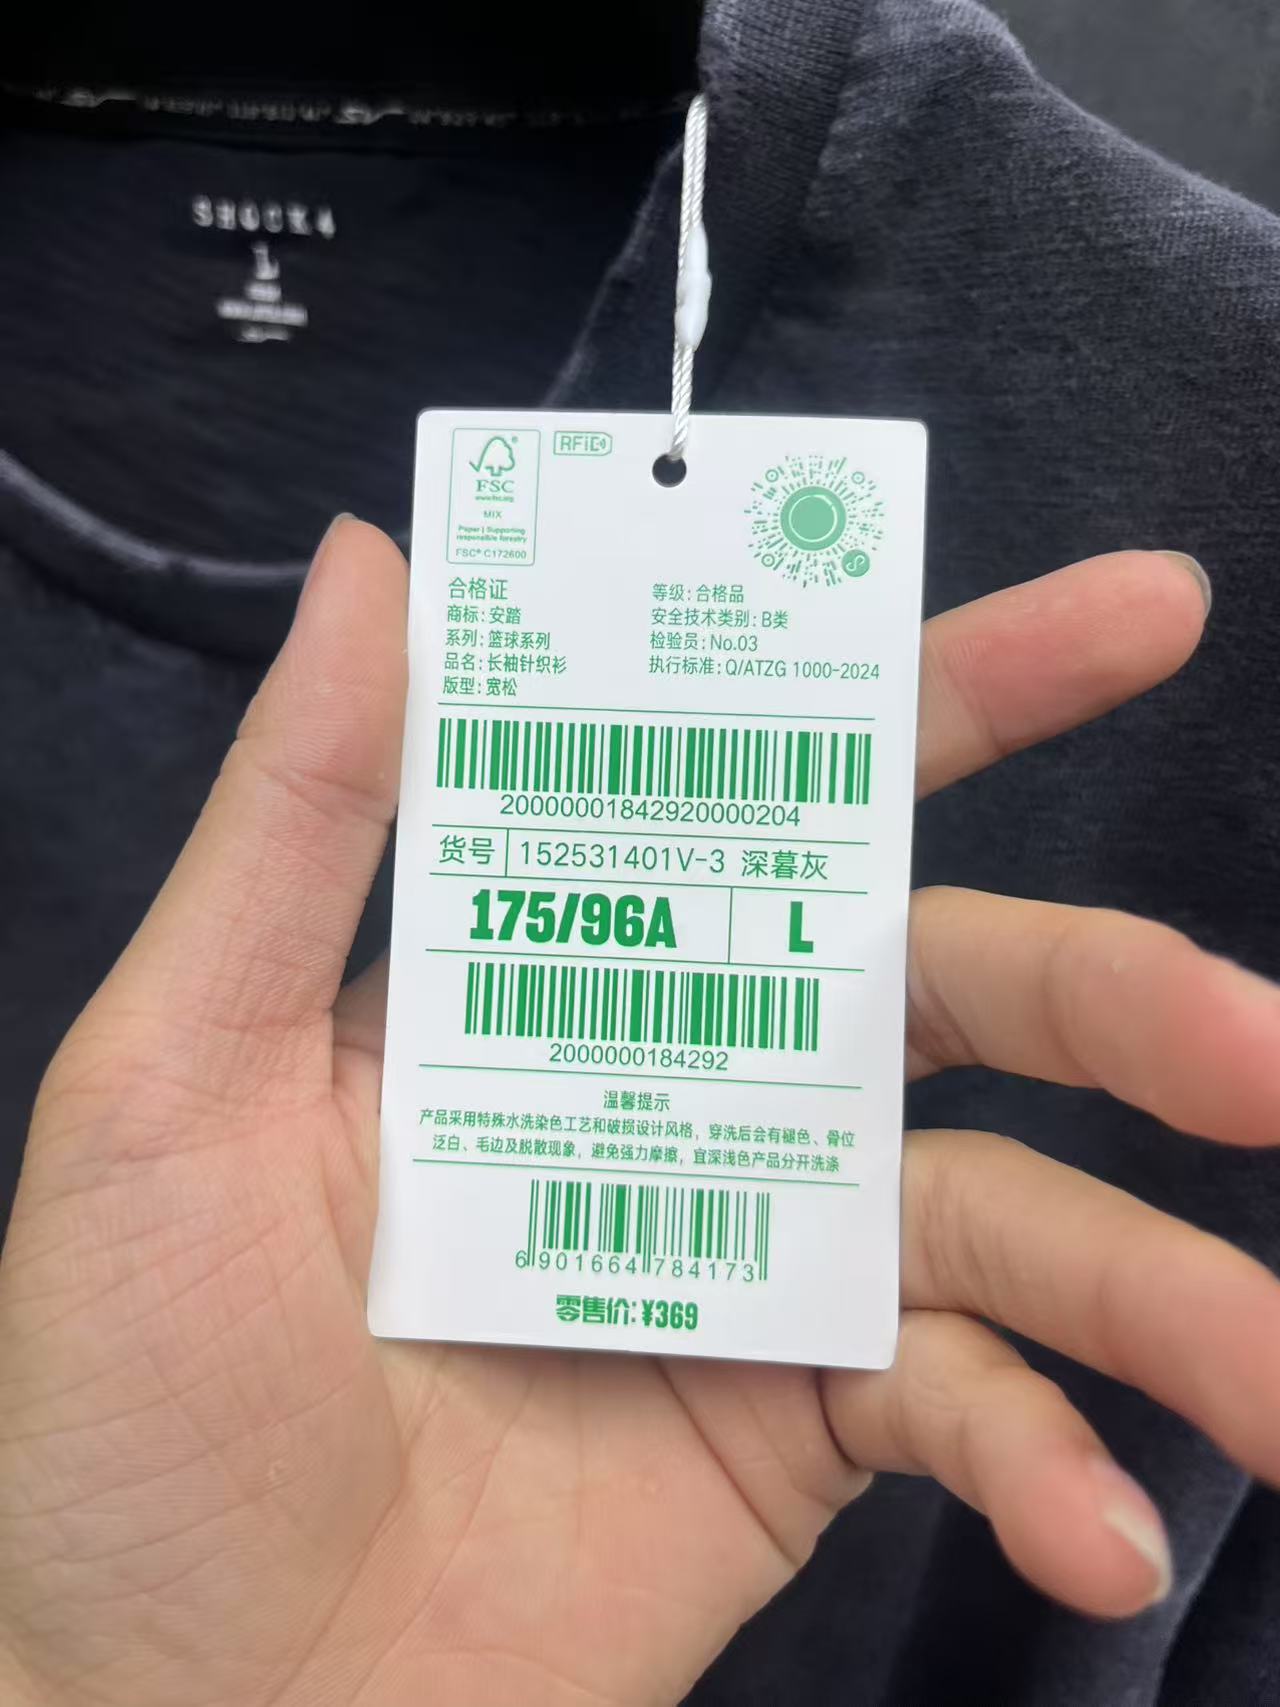 SHOCK4
L
FSC
www.fsc.org
MIX
Paper | Supporting
responsible forestry
FSC® C172600
RFID
合格证
商标:安踏
系列:篮球系列
品名:长袖针织衫
版型:宽松
等级:合格品
安全技术类别:B类
检验员:No.03
执行标准:Q/ATZG 1000-2024
20000001842920000204
货号 152531401V-3 深暮灰
175/96A L
2000000184292
温馨提示
产品采用特殊水洗染色工艺和破损设计风格，穿洗后会有褪色、骨位
泛白、毛边及脱散现象，避免强力摩擦，宜深浅色产品分开洗涤
6901664784173
零售价:¥369